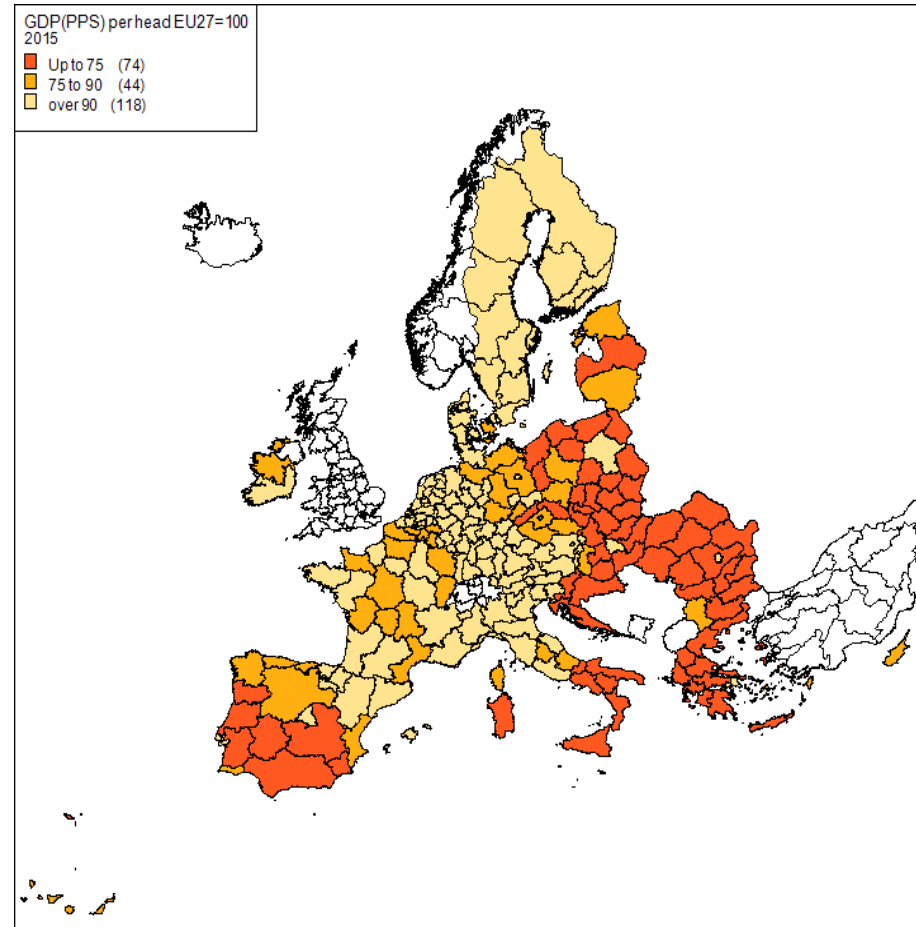 GDP(PPS) per head EU27=100
2015
Up to 75 (74)
75 to 90 (44)
over 90 (118)